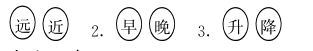 远 近 2. 早 晚 3. 升 降